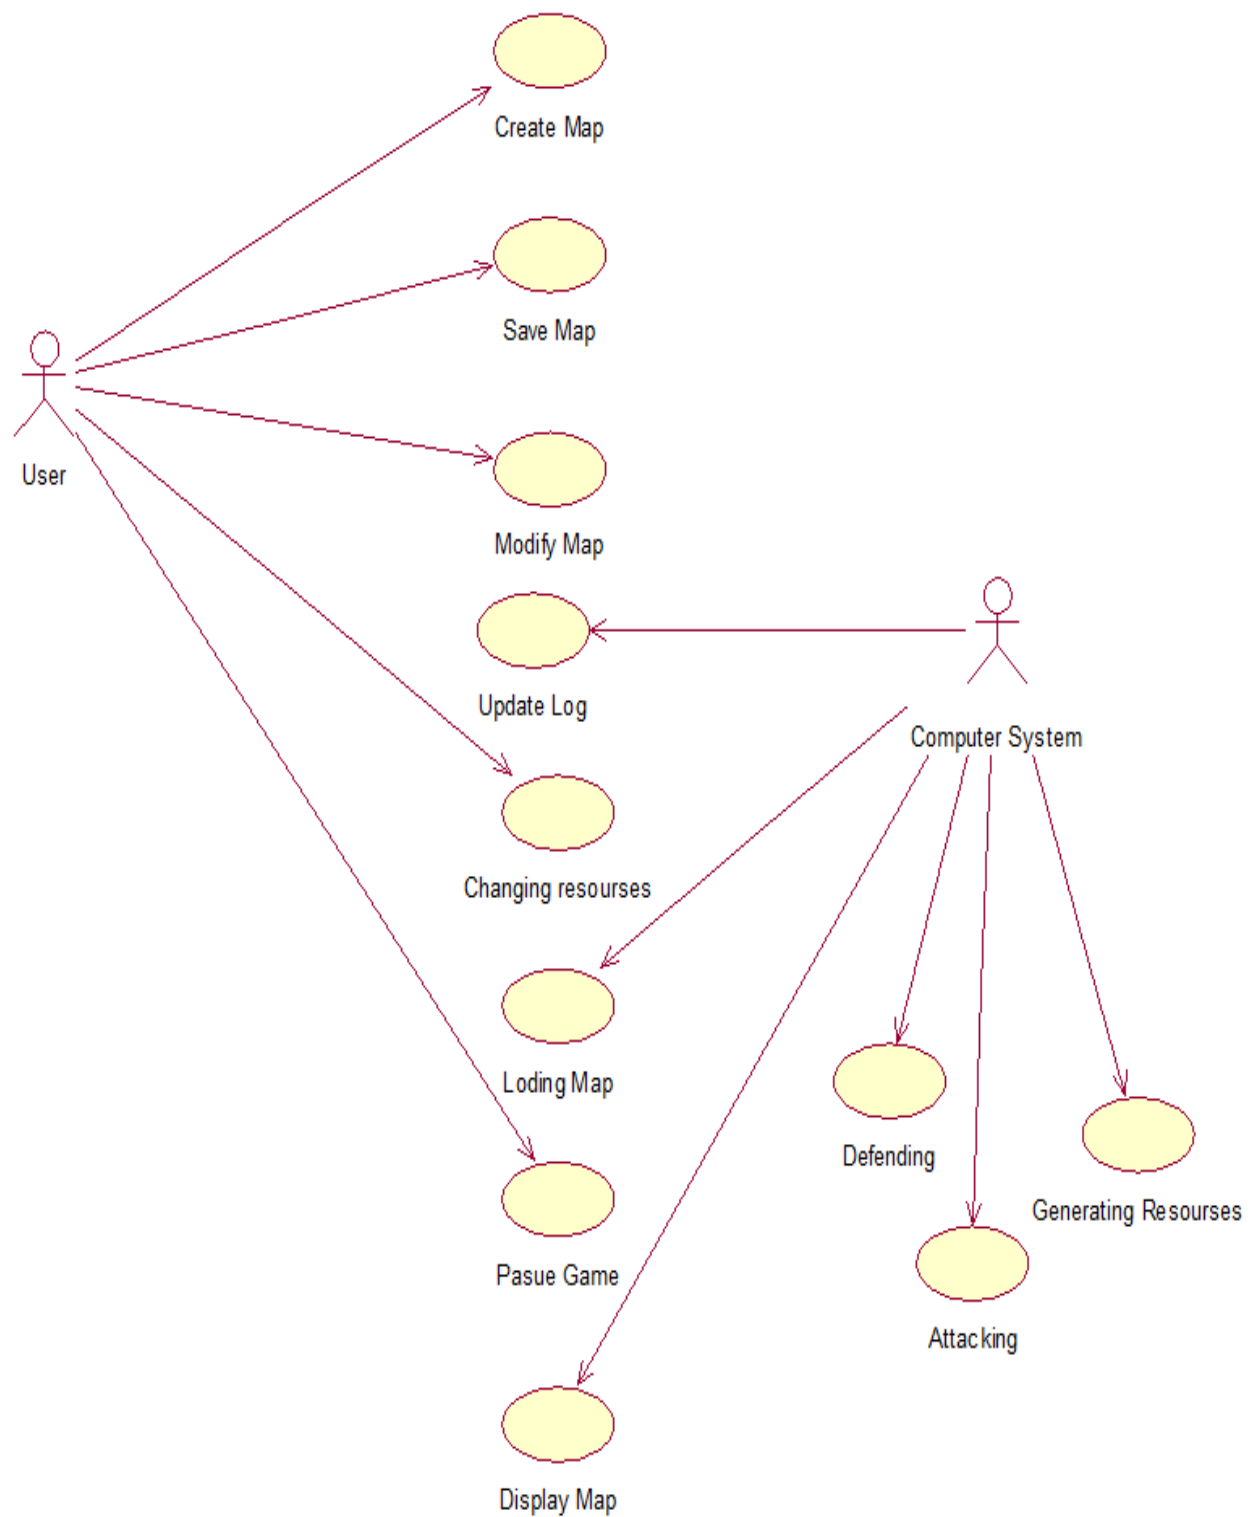 Create Map
Save Map
User
Modify Map
Update Log
Computer System
Changing resourses
Loding Map
Defending
Generating Resourses
Pasue Game
Attacking
Display Map